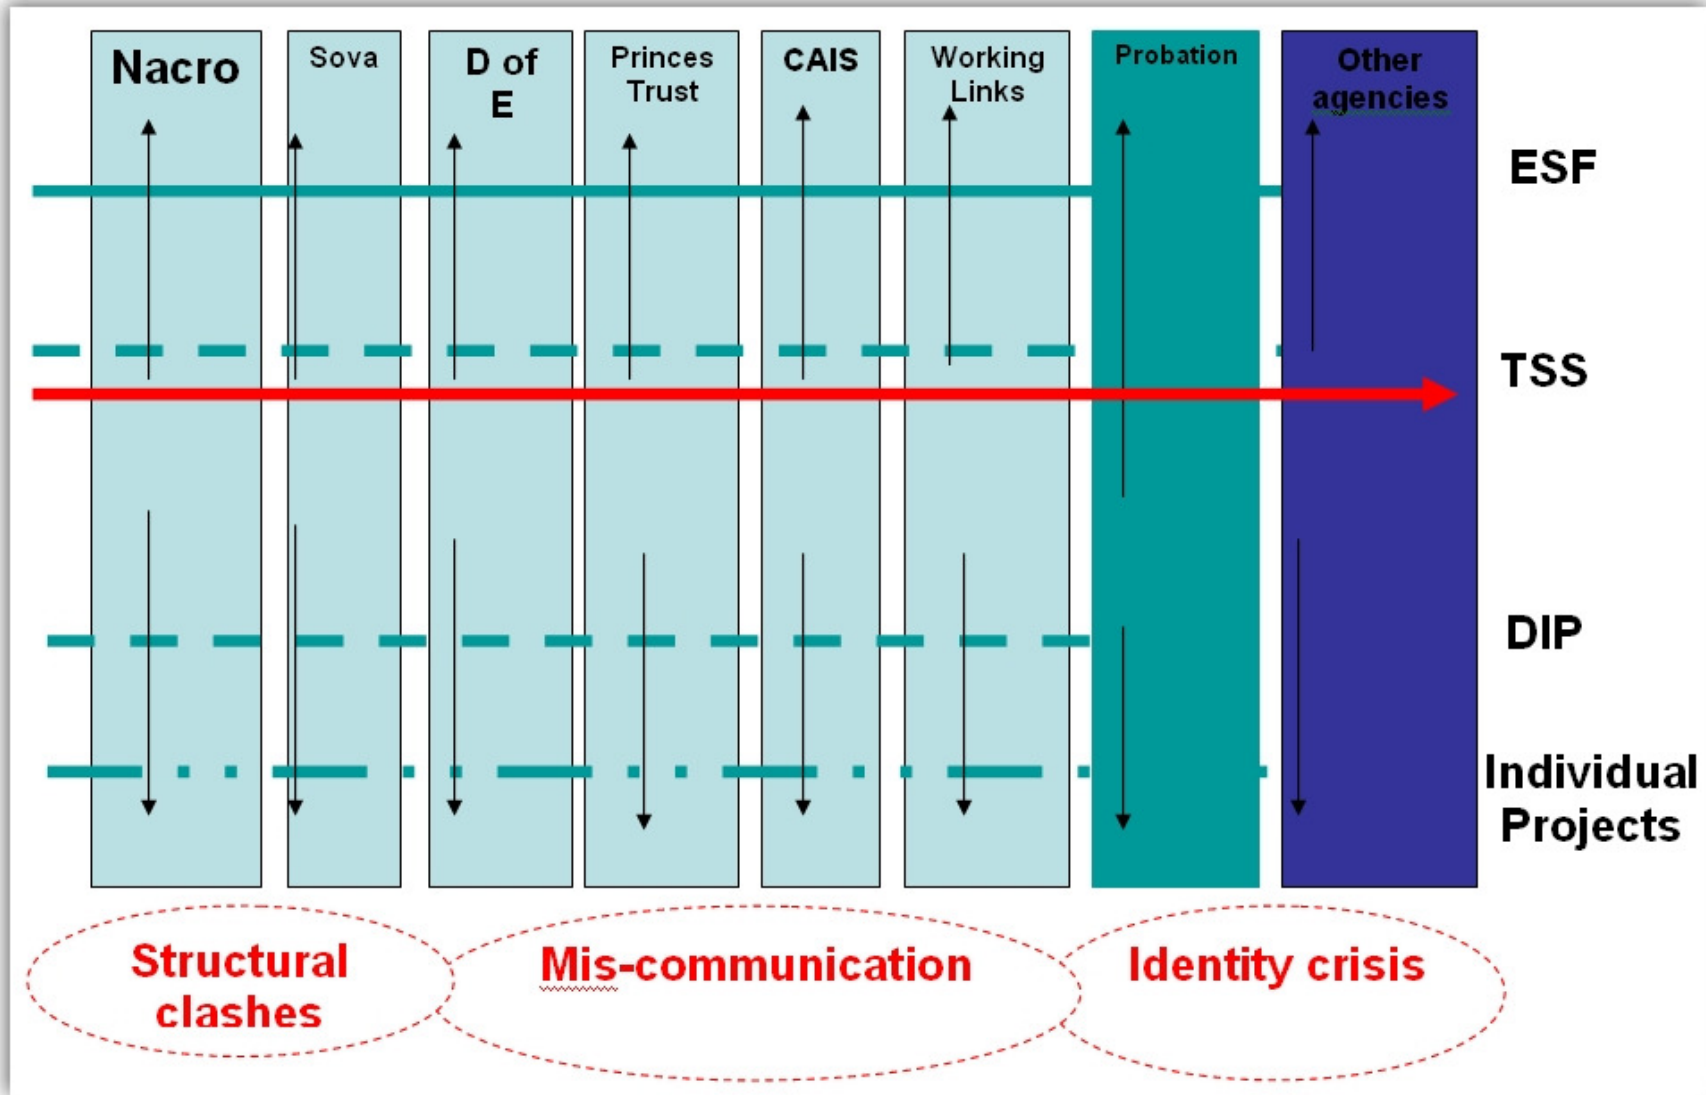 Nacro
Sova
D of
E
Princes
Trust
CAIS
Working
Links
Probation
Other
agencies
ESF
TSS
DIP
Individual
Projects
Structural
clashes
Mis-communication
Identity crisis